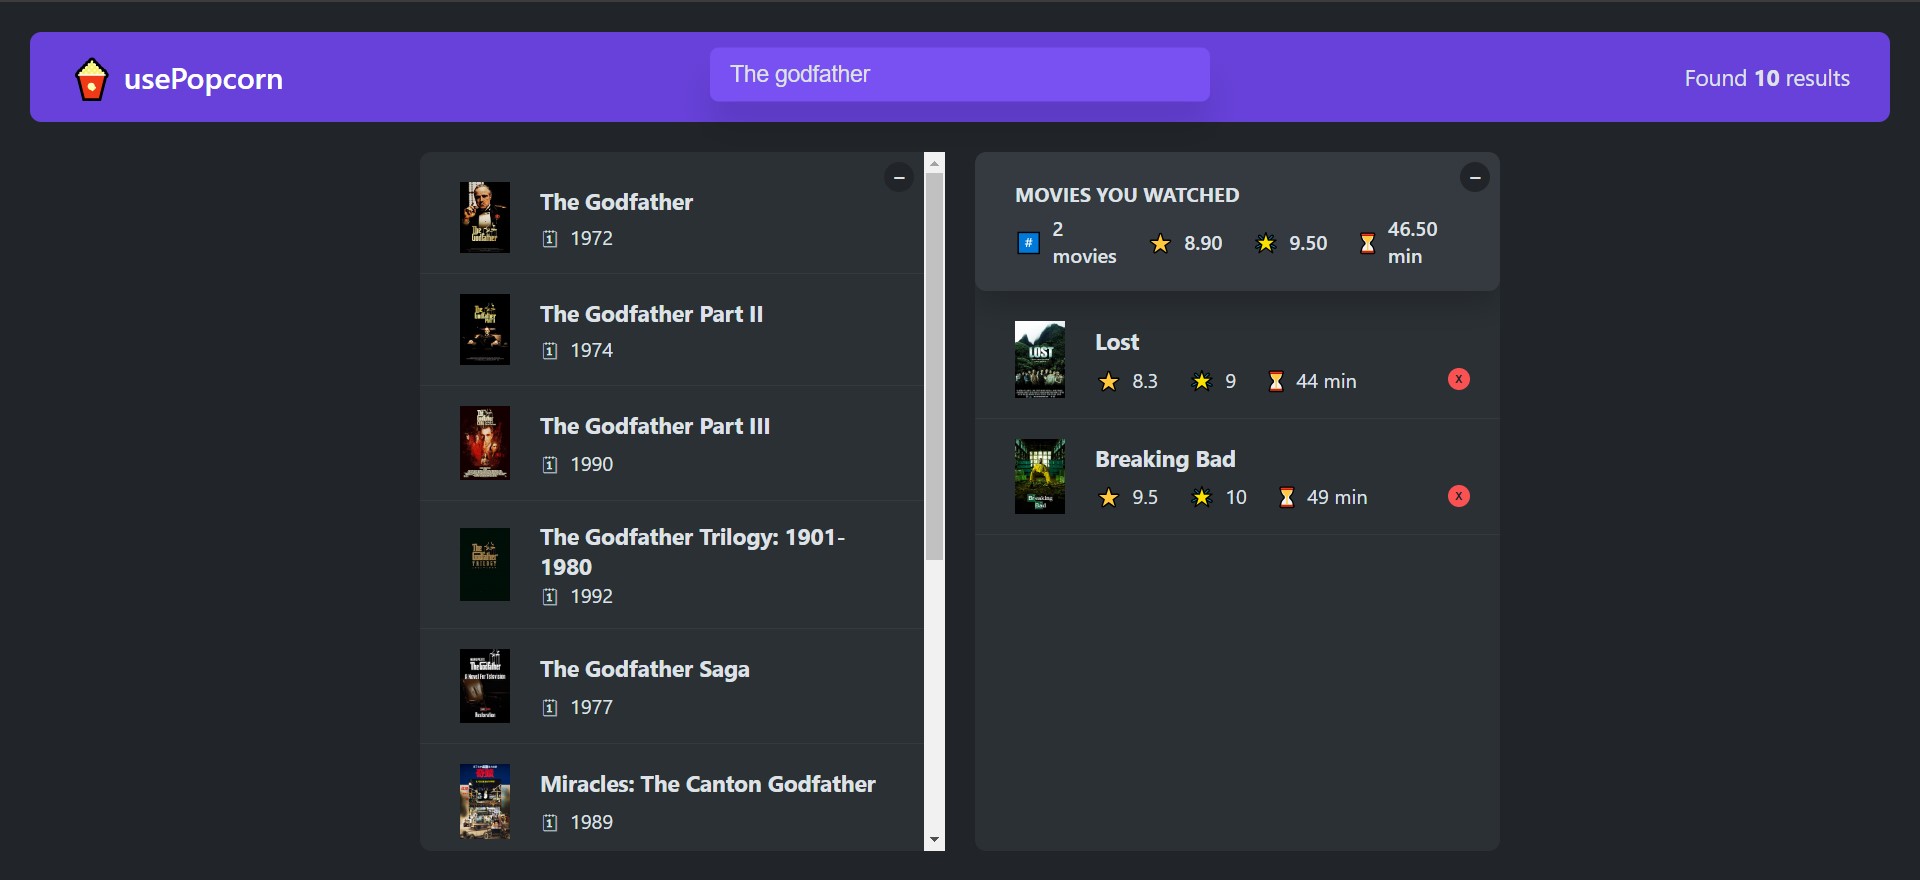 usePopcorn
The godfather
Found 10 results
The Godfather
1972
The Godfather Part II
1974
The Godfather Part III
1990
The Godfather Trilogy: 1901-
1980
1992
The Godfather Saga
1977
Miracles: The Canton Godfather
1989
MOVIES YOU WATCHED
2
movies
8.90
9.50
46.50
min
LOST
Lost
8.3
9
44 min
x
Breaking Bad
9.5
10
49 min
x